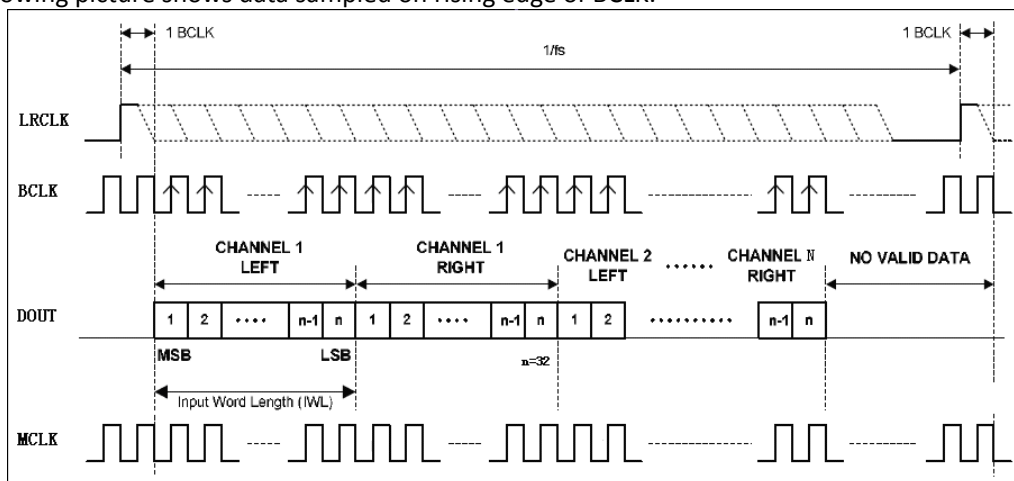 owing picture shows data sampled on rising edge of BCLK.
1 BCLK
1 BCLK
1/fs
LRCLK
BCLK
CHANNEL 1 LEFT
CHANNEL 1 RIGHT
CHANNEL 2 LEFT
......
CHANNEL N RIGHT
NO VALID DATA
DOUT
1 2 .... n-1 n 1 2 .... n-1 n 1 2 .......... n-1 n
MSB
LSB
n=32
Input Word Length (IWL)
MCLK